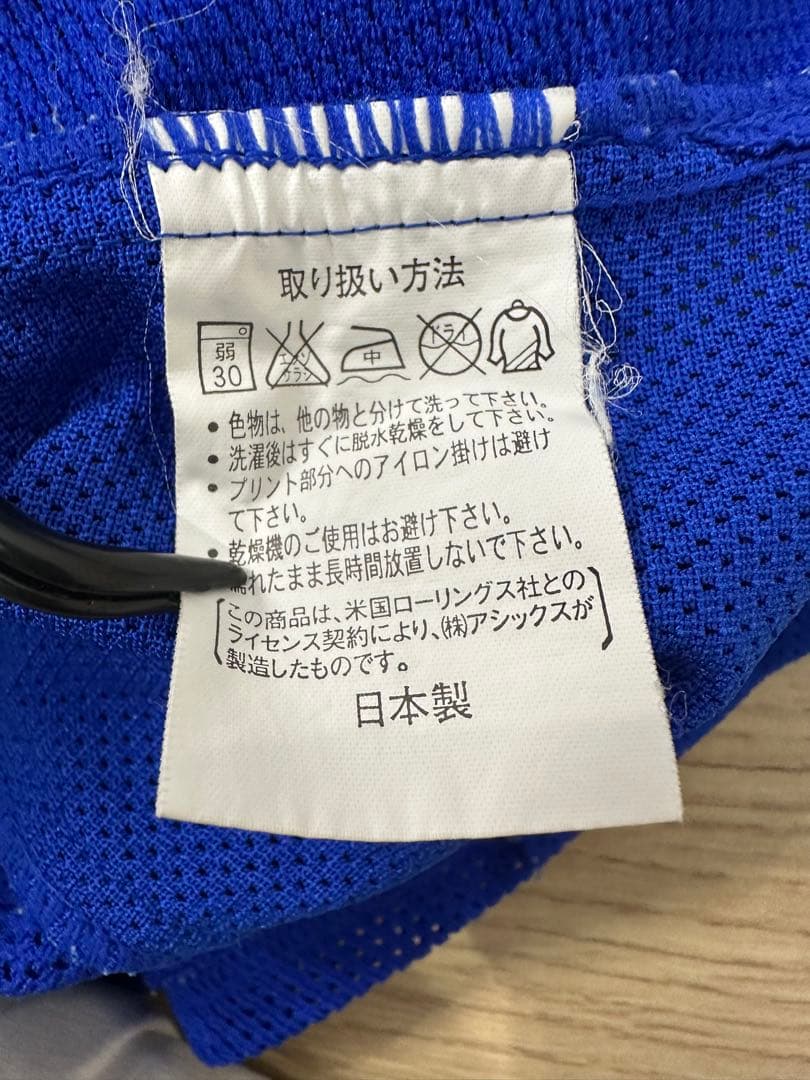 取り扱い方法
弱
30
エンソ
サラシ
中
ドライ
• 色物は、他の物と分けて洗って下さい。
• 洗濯後はすぐに脱水乾燥をして下さい。
• プリント部分へのアイロン掛けは避け
て下さい。
• 乾燥機のご使用はお避け下さい。
れたまま長時間放置しないで下さい。
この商品は、米国ローリングス社との
ライセンス契約により、㈱アシックスが
製造したものです。
日本製